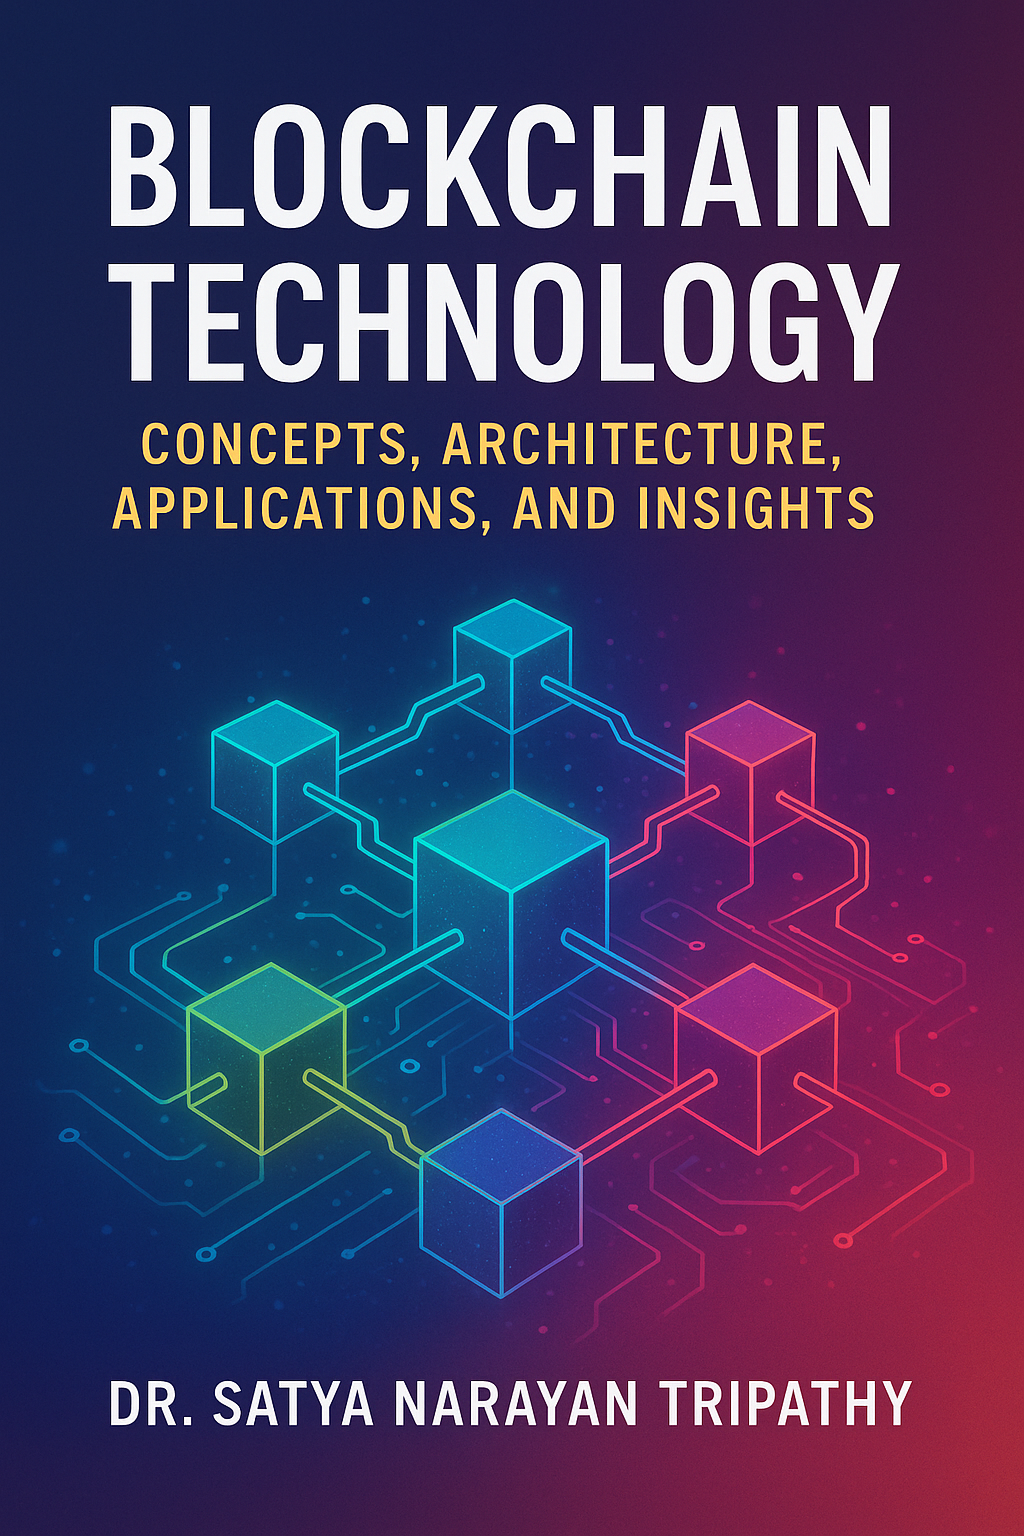 BLOCKCHAIN
TECHNOLOGY
CONCEPTS, ARCHITECTURE,
APPLICATIONS, AND INSIGHTS
DR. SATYA NARAYAN TRIPATHY